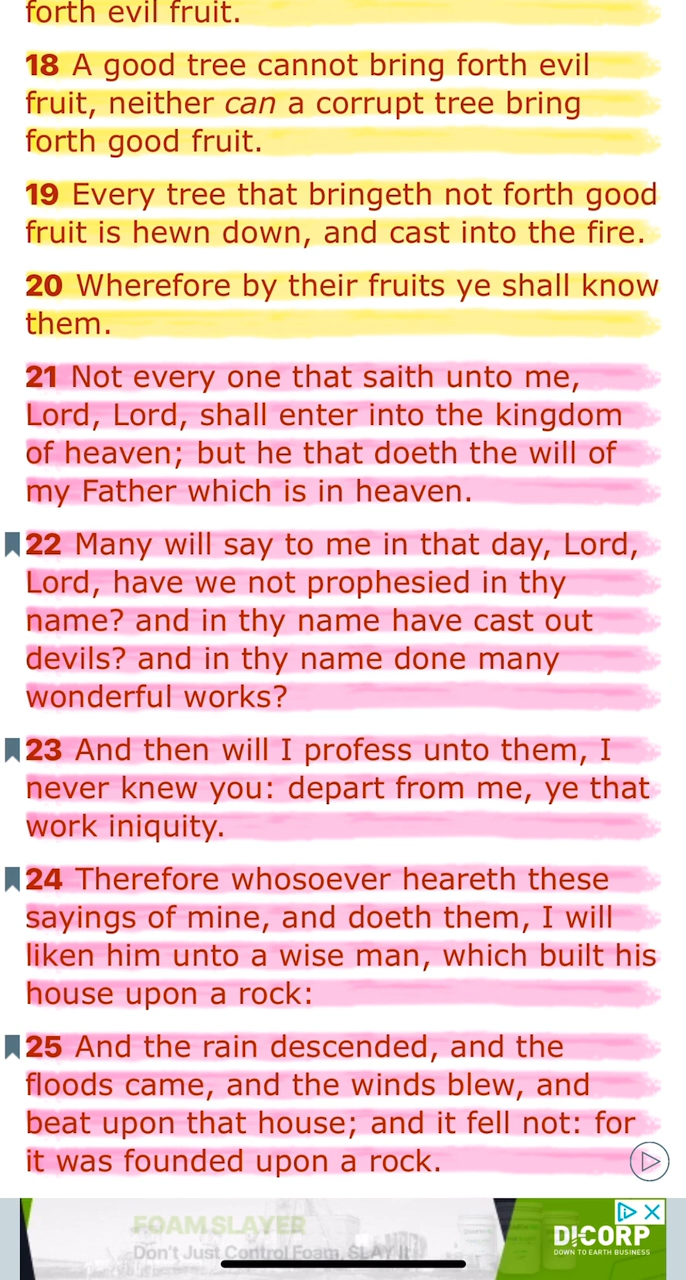 forth evil fruit.
18 A good tree cannot bring forth evil
fruit, neither can a corrupt tree bring
forth good fruit.
19 Every tree that bringeth not forth good
fruit is hewn down, and cast into the fire.
20 Wherefore by their fruits ye shall know
them.
21 Not every one that saith unto me,
Lord, Lord, shall enter into the kingdom
of heaven; but he that doeth the will of
my Father which is in heaven.
22 Many will say to me in that day, Lord,
Lord, have we not prophesied in thy
name? and in thy name have cast out
devils? and in thy name done many
wonderful works?
23 And then will I profess unto them, I
never knew you: depart from me, ye that
work iniquity.
24 Therefore whosoever heareth these
sayings of mine, and doeth them, I will
liken him unto a wise man, which built his
house upon a rock:
25 And the rain descended, and the
floods came, and the winds blew, and
beat upon that house; and it fell not: for
it was founded upon a rock.
FOAM SLAYER
Don't Just Control Foam, SLAY It
DICORP
DOWN TO EARTH BUSINESS